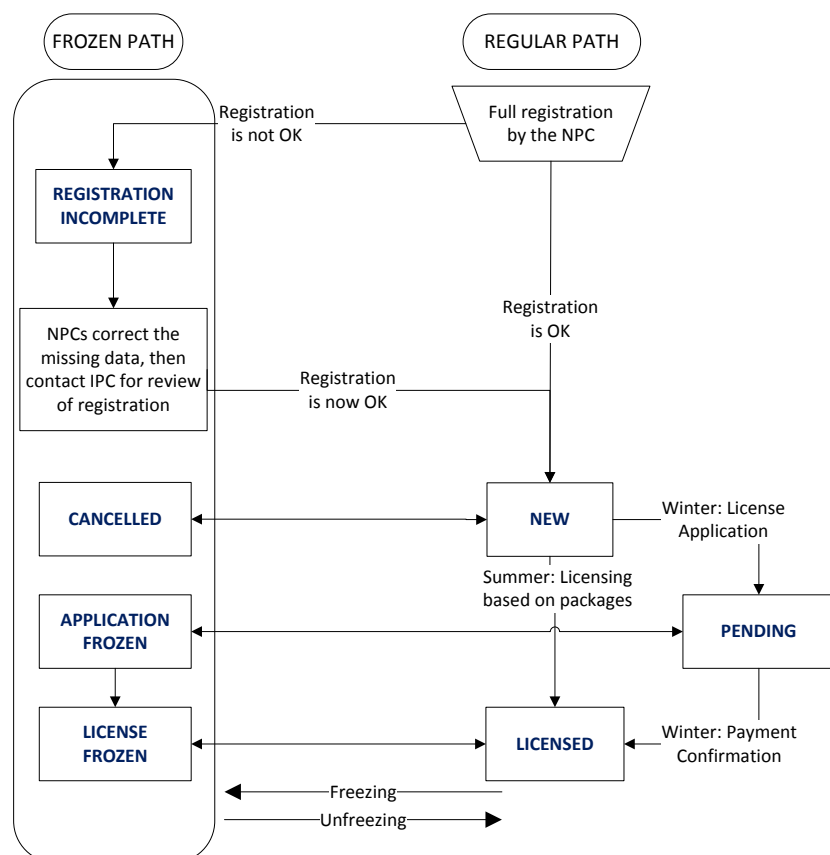 FROZEN PATH
REGULAR PATH
Registration
is not OK
Full registration
by the NPC
REGISTRATION
INCOMPLETE
Registration
is OK
NPCs correct the
missing data, then
contact IPC for review
of registration
Registration
is now OK
CANCELLED
NEW
Winter: License
Application
Summer: Licensing
based on packages
APPLICATION
FROZEN
PENDING
LICENSE
FROZEN
LICENSED
Winter: Payment
Confirmation
Freezing
Unfreezing